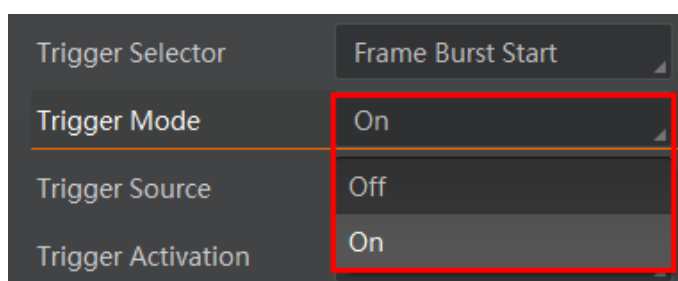 Trigger Selector Frame Burst Start
Trigger Mode On
Trigger Source Off
Trigger Activation On